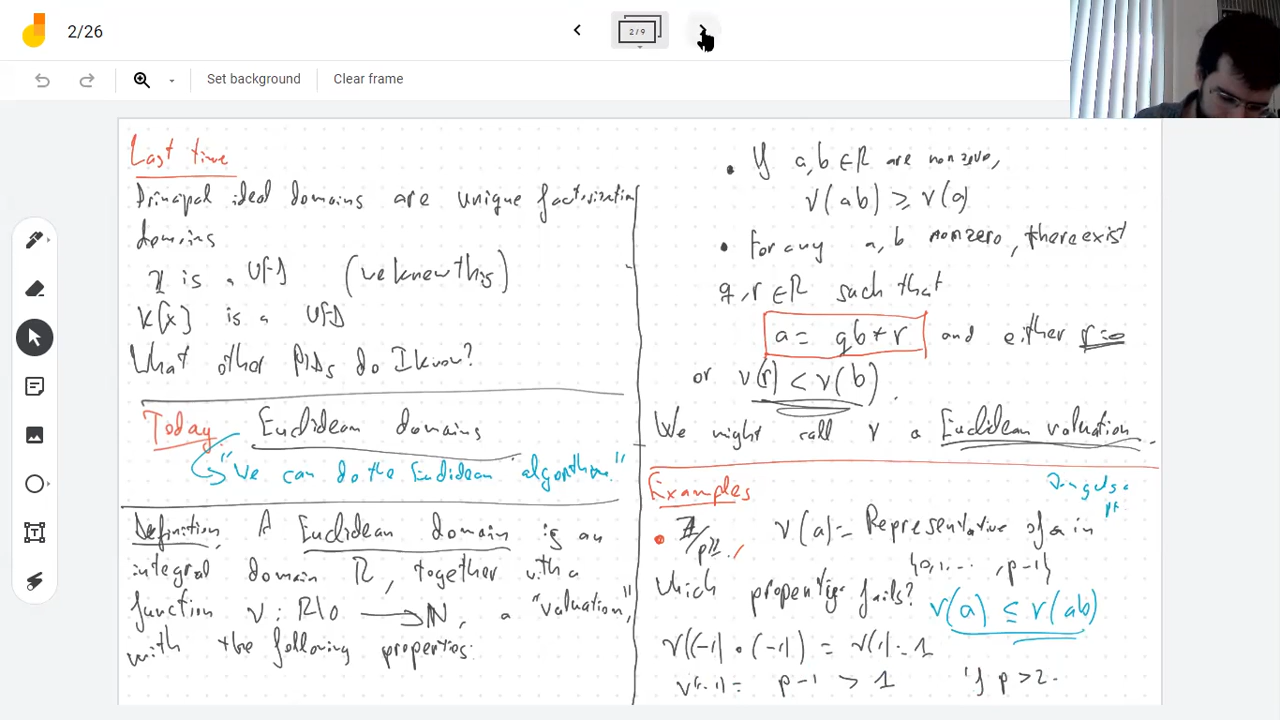 2/26
2/9
Set background
Clear frame
Last time
Principal ideal domains are unique factorization
domains
ℤ is a UFD (we knew this)
K[x] is a UFD
What other PIDs do I know?
Today Euclidean domains
"We can do the Euclidean algorithm."
Definition. A Euclidean domain is an
integral domain R, together with a
function v: R\0 → ℕ, a "valuation,"
with the following properties:
• If a,b ∈ R are nonzero,
v(ab) ≥ v(a)
• For any a, b nonzero, there exist
q, r ∈ R such that
a = qb + r and either r=0
or v(r) < v(b).
We might call v a Euclidean valuation.
Examples
• ℤ/pℤ. v(a) = Representative of a in
{0,1,..., p-1}
Which property fails? v(a) ≤ v(ab)
v((-1)·(-1)) = v(1) = 1
v(-1) = p-1 > 1 if p>2.